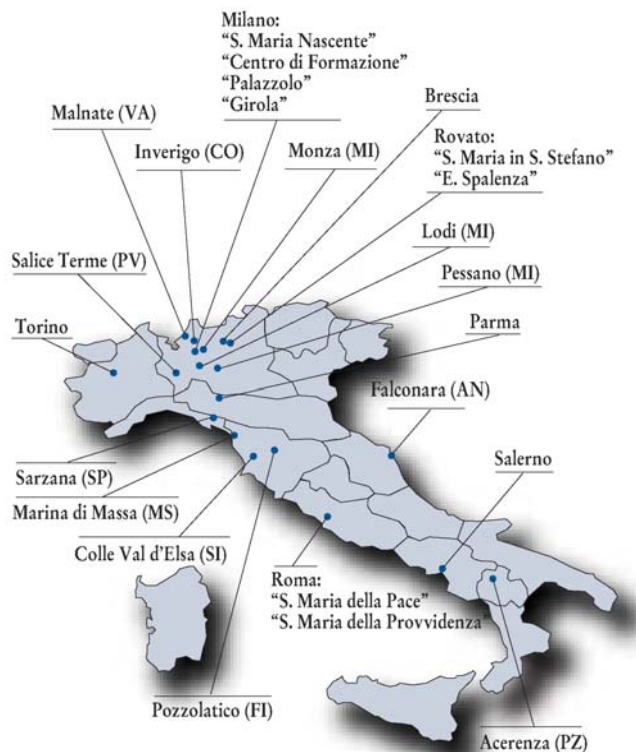 Milano:
“S. Maria Nascente”
“Centro di Formazione”
“Palazzolo”
“Girola”
Malnate (VA)
Brescia
Inverigo (CO)
Monza (MI)
Rovato:
“S. Maria in S. Stefano”
“E. Spalenza”
Lodi (MI)
Salice Terme (PV)
Pessano (MI)
Torino
Parma
Falconara (AN)
Sarzana (SP)
Salerno
Marina di Massa (MS)
Colle Val d'Elsa (SI)
Roma:
“S. Maria della Pace”
“S. Maria della Provvidenza”
Pozzolatico (FI)
Acerenza (PZ)